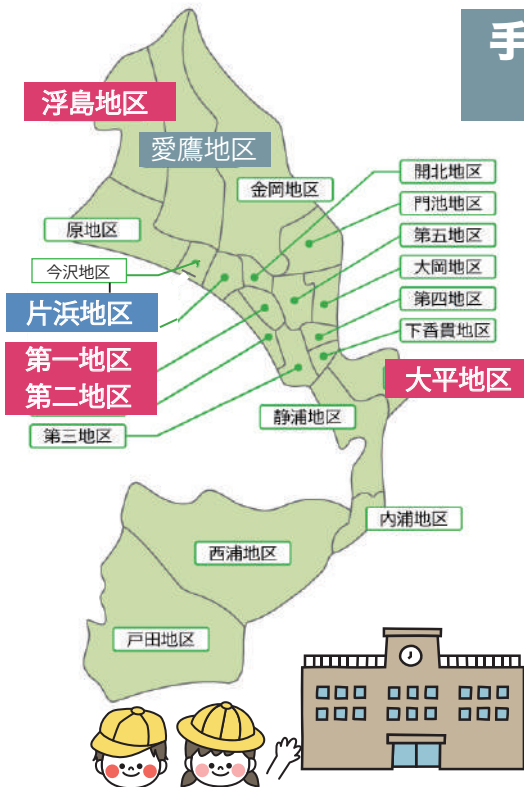 手
浮島地区
愛鷹地区
金岡地区
開北地区
門池地区
第五地区
大岡地区
第四地区
下香貫地区
原地区
今沢地区
片浜地区
第一地区
第二地区
第三地区
大平地区
静浦地区
内浦地区
西浦地区
戸田地区